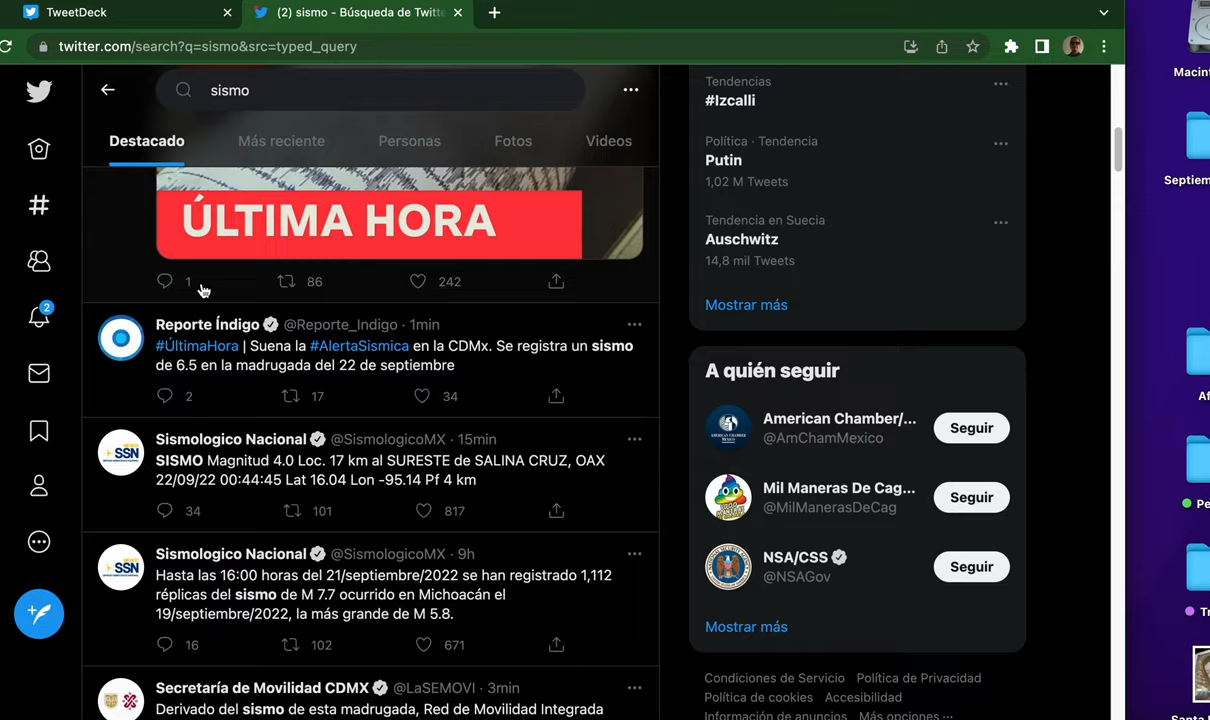 TweetDeck
(2) sismo - Búsqueda de Twitte
twitter.com/search?q=sismo&src=typed_query
sismo
Destacado
Más reciente
Personas
Fotos
Videos
ÚLTIMA HORA
1
86
242
Reporte Índigo @Reporte_Indigo · 1min
#ÚltimaHora | Suena la #AlertaSismica en la CDMx. Se registra un sismo
de 6.5 en la madrugada del 22 de septiembre
2
17
34
Sismologico Nacional @SismologicoMX · 15min
SISMO Magnitud 4.0 Loc. 17 km al SURESTE de SALINA CRUZ, OAX
22/09/22 00:44:45 Lat 16.04 Lon -95.14 Pf 4 km
34
101
817
Sismologico Nacional @SismologicoMX · 9h
Hasta las 16:00 horas del 21/septiembre/2022 se han registrado 1,112
réplicas del sismo de M 7.7 ocurrido en Michoacán el
19/septiembre/2022, la más grande de M 5.8.
16
102
671
Secretaría de Movilidad CDMX @LaSEMOVI · 3min
Derivado del sismo de esta madrugada, Red de Movilidad Integrada
2
SSN
SSN
Tendencias
#Izcalli
Política · Tendencia
Putin
1,02 M Tweets
Tendencia en Suecia
Auschwitz
14,8 mil Tweets
Mostrar más
A quién seguir
American Chamber/...
@AmChamMexico
Seguir
Mil Maneras De Cag...
@MilManerasDeCag
Seguir
NSA/CSS
@NSAGov
Seguir
Mostrar más
Condiciones de Servicio Política de Privacidad
Política de cookies Accesibilidad
Información de anuncios Más opciones ···
Macint
Septiem
Af
Pe
Tr